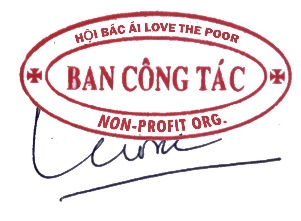 HỘI BÁC ÁI LOVE THE POOR
BAN CÔNG TÁC
NON-PROFIT ORG.